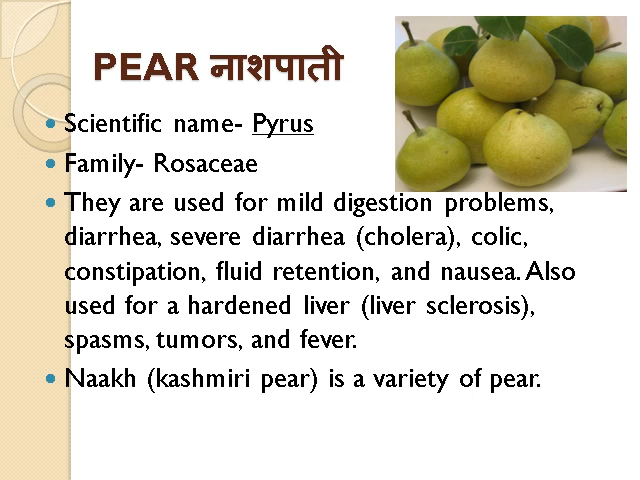 PEAR नाशपाती
Scientific name- Pyrus
Family- Rosaceae
They are used for mild digestion problems,
diarrhea, severe diarrhea (cholera), colic,
constipation, fluid retention, and nausea. Also
used for a hardened liver (liver sclerosis),
spasms, tumors, and fever.
Naakh (kashmiri pear) is a variety of pear.